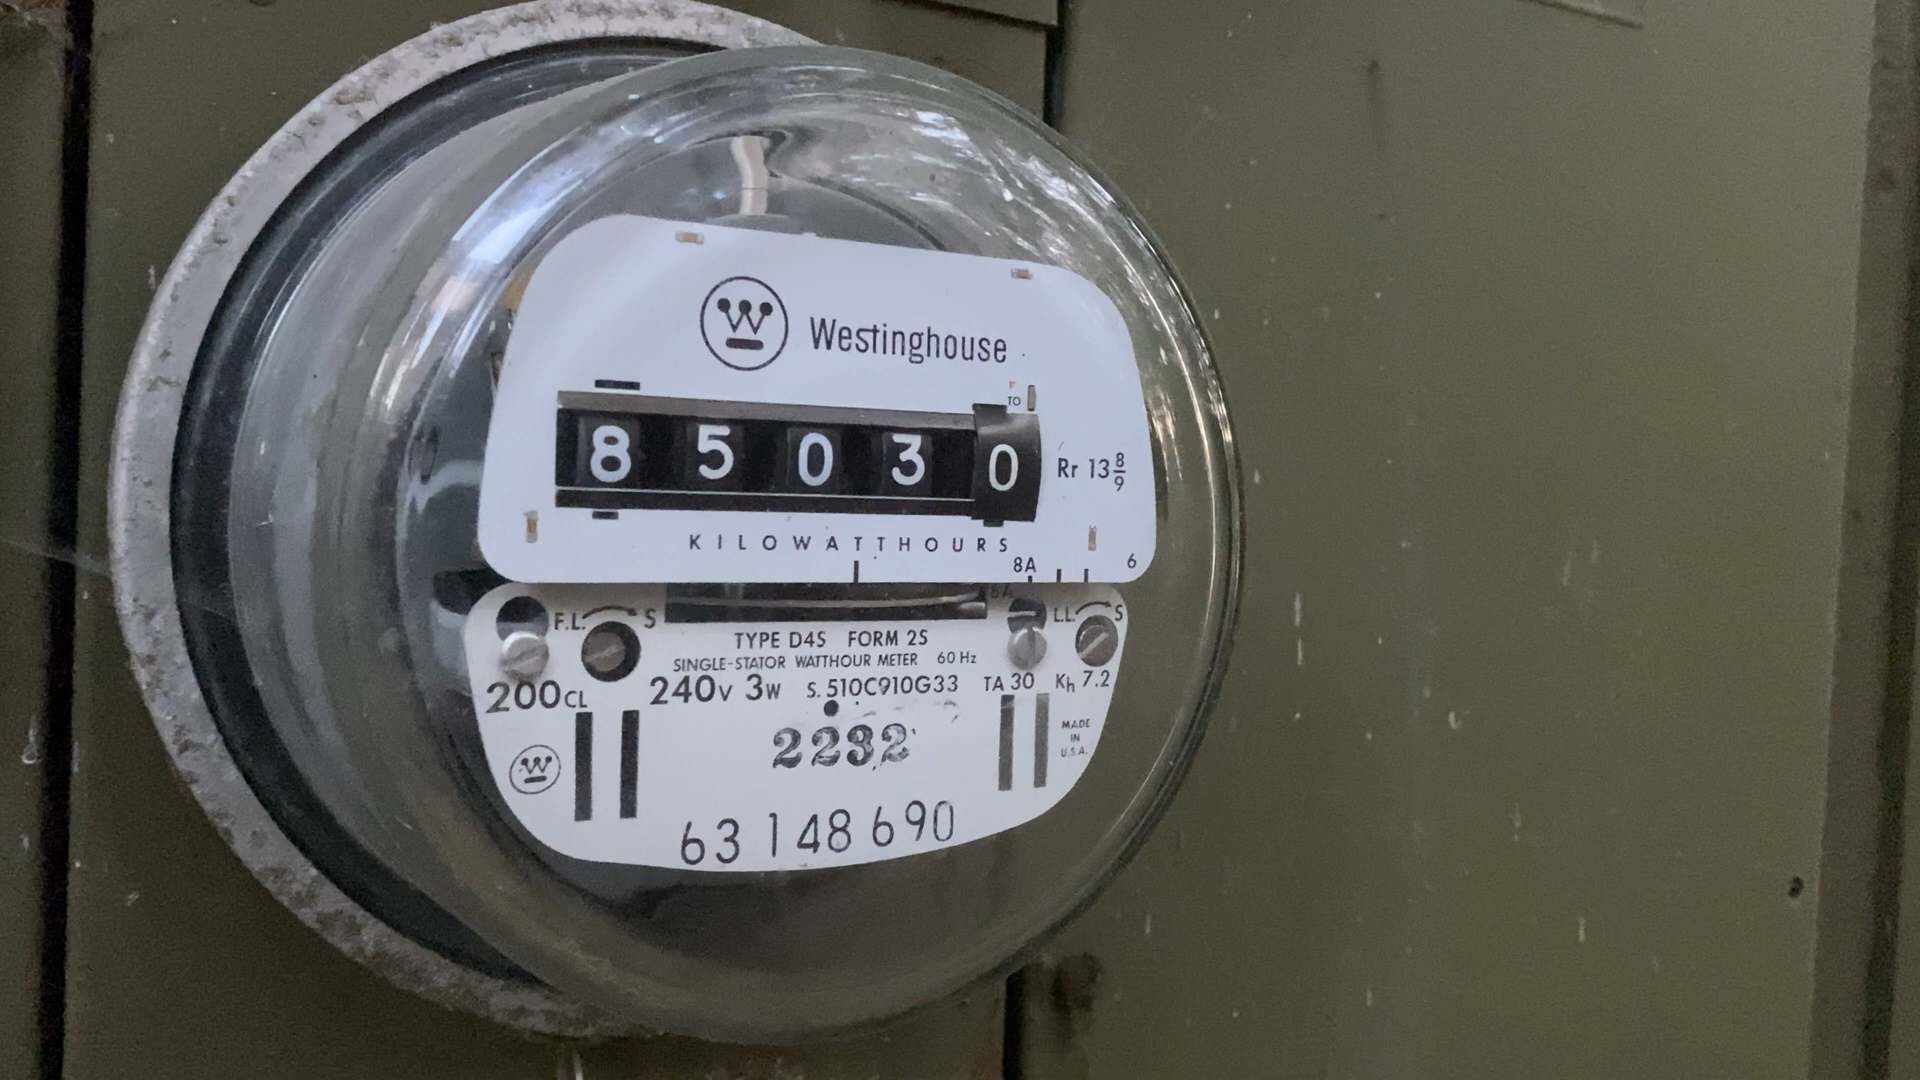 Westinghouse
TO
8 5 0 3 0
Rr 13 8/9
KILOWATTHOURS
8A
6
F.L. S
L.L. S
TYPE D4S FORM 2S
SINGLE-STATOR WATTHOUR METER 60 Hz
200CL 240V 3W S. 510C910G33 TA 30 Kh 7.2
MADE
IN
U.S.A.
2232
63 148 690